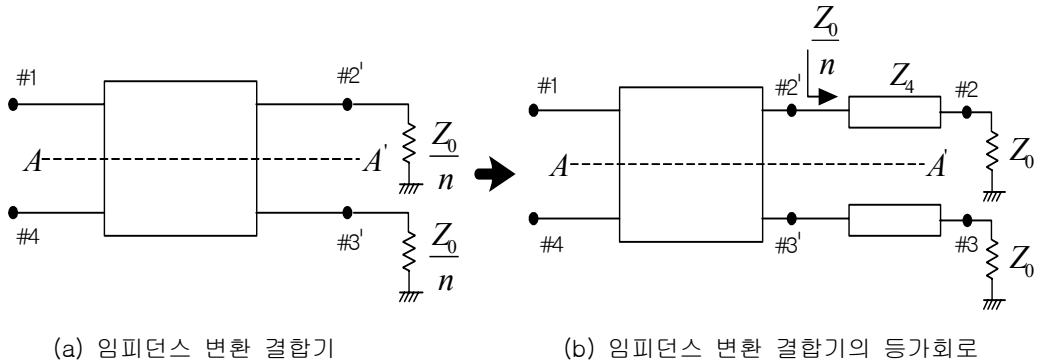 #1
#2'
Z₀/n
A
A'
#4
#3'
Z₀/n
Z₀/n
Z₄
#1
#2'
#2
Z₀
A
A'
#4
#3'
#3
Z₀
(a) 임피던스 변환 결합기
(b) 임피던스 변환 결합기의 등가회로